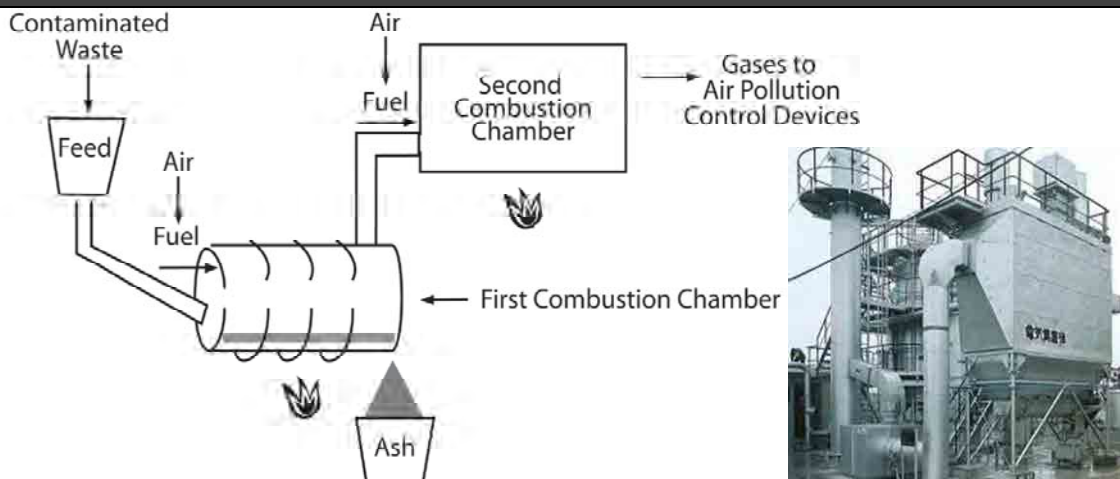 Contaminated
Waste
Feed
Air
Fuel
Air
Fuel
Second
Combustion
Chamber
Gases to
Air Pollution
Control Devices
First Combustion Chamber
Ash